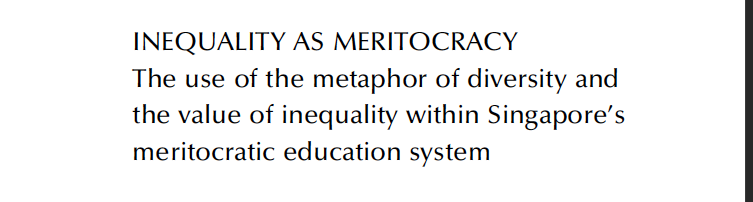 INEQUALITY AS MERITOCRACY
The use of the metaphor of diversity and
the value of inequality within Singapore’s
meritocratic education system